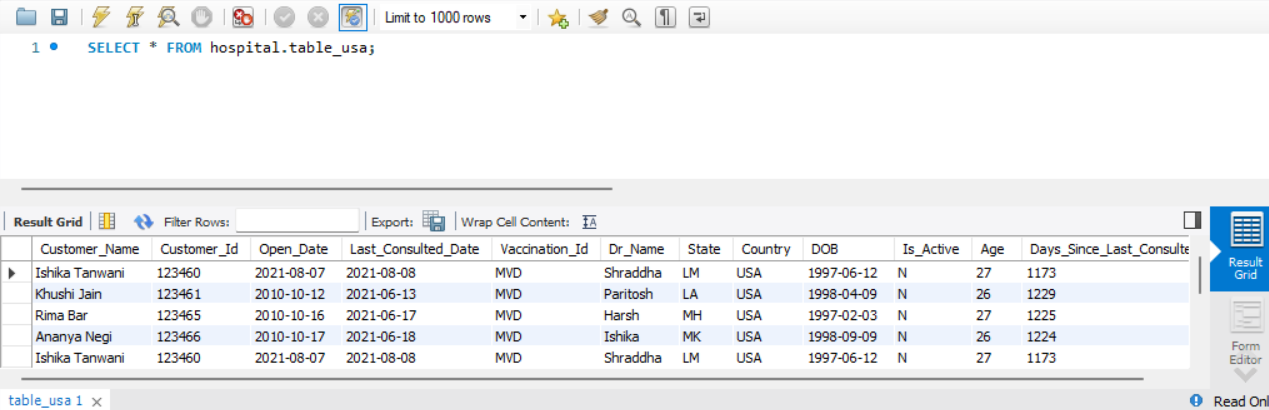 Limit to 1000 rows
1 SELECT * FROM hospital.table_usa;
Result Grid Filter Rows: Export: Wrap Cell Content: IA
Customer_Name Customer_Id Open_Date Last_Consulted_Date Vaccination_Id Dr_Name State Country DOB Is_Active Age Days_Since_Last_Consulte
Ishika Tanwani 123460 2021-08-07 2021-08-08 MVD Shraddha LM USA 1997-06-12 N 27 1173
Khushi Jain 123461 2010-10-12 2021-06-13 MVD Paritosh LA USA 1998-04-09 N 26 1229
Rima Bar 123465 2010-10-16 2021-06-17 MVD Harsh MH USA 1997-02-03 N 27 1225
Ananya Negi 123466 2010-10-17 2021-06-18 MVD Ishika MK USA 1998-09-09 N 26 1224
Ishika Tanwani 123460 2021-08-07 2021-08-08 MVD Shraddha LM USA 1997-06-12 N 27 1173
Result
Grid
Form
Editor
table_usa 1
Read Onl